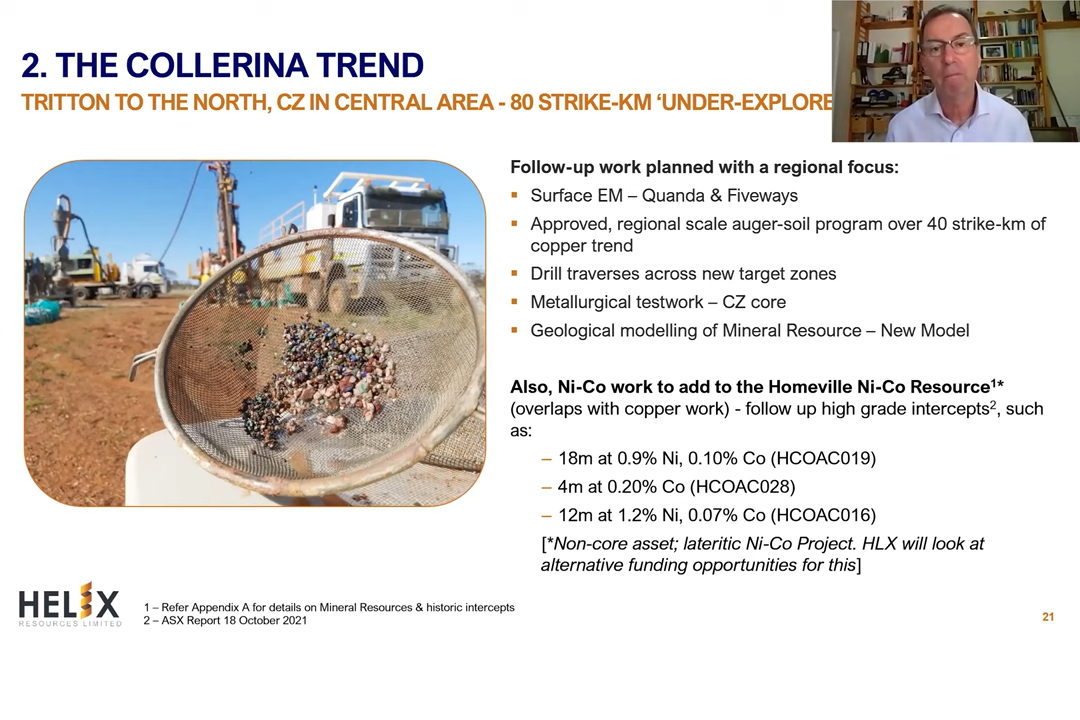 2. THE COLLERINA TREND
TRITTON TO THE NORTH, CZ IN CENTRAL AREA - 80 STRIKE-KM ‘UNDER-EXPLORE
Follow-up work planned with a regional focus:
▪ Surface EM – Quanda & Fiveways
▪ Approved, regional scale auger-soil program over 40 strike-km of
copper trend
▪ Drill traverses across new target zones
▪ Metallurgical testwork – CZ core
▪ Geological modelling of Mineral Resource – New Model
Also, Ni-Co work to add to the Homeville Ni-Co Resource¹*
(overlaps with copper work) - follow up high grade intercepts², such
as:
– 18m at 0.9% Ni, 0.10% Co (HCOAC019)
– 4m at 0.20% Co (HCOAC028)
– 12m at 1.2% Ni, 0.07% Co (HCOAC016)
[*Non-core asset; lateritic Ni-Co Project. HLX will look at
alternative funding opportunities for this]
HELIX
RESOURCES LIMITED
1 – Refer Appendix A for details on Mineral Resources & historic intercepts
2 – ASX Report 18 October 2021
21